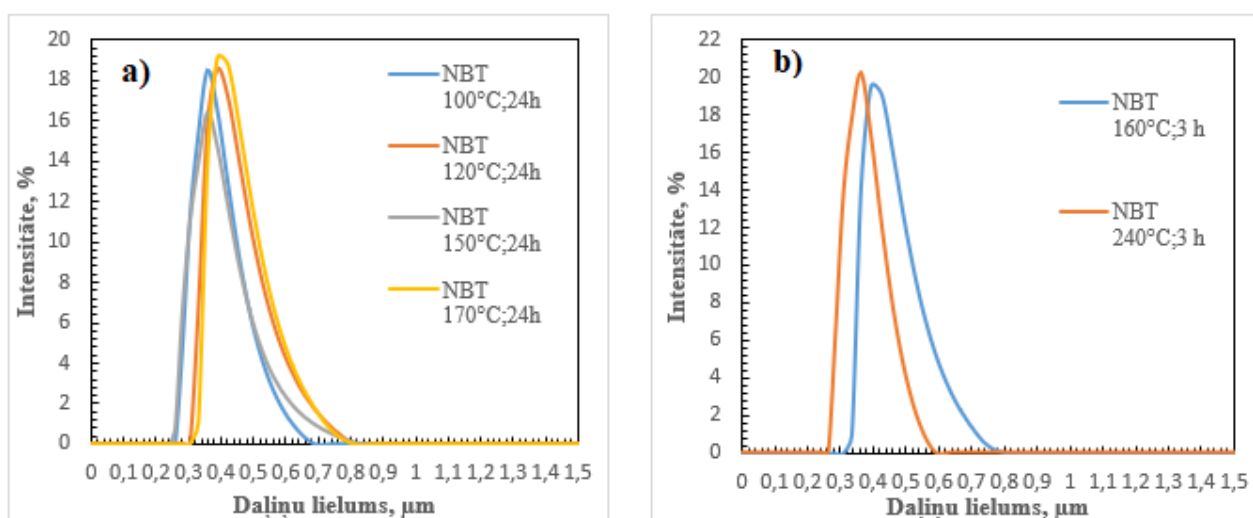 a)
20
18
16
14
12
10
8
6
4
2
0
Intensitāte, %
NBT
100°C;24h
NBT
120°C;24h
NBT
150°C;24h
NBT
170°C;24h
0 0,1 0,2 0,3 0,4 0,5 0,6 0,7 0,8 0,9 1 1,1 1,2 1,3 1,4 1,5
Daļiņu lielums, µm
b)
22
20
18
16
14
12
10
8
6
4
2
0
Intensitāte, %
NBT
160°C;3 h
NBT
240°C;3 h
0 0,1 0,2 0,3 0,4 0,5 0,6 0,7 0,8 0,9 1 1,1 1,2 1,3 1,4 1,5
Daļiņu lielums, µm